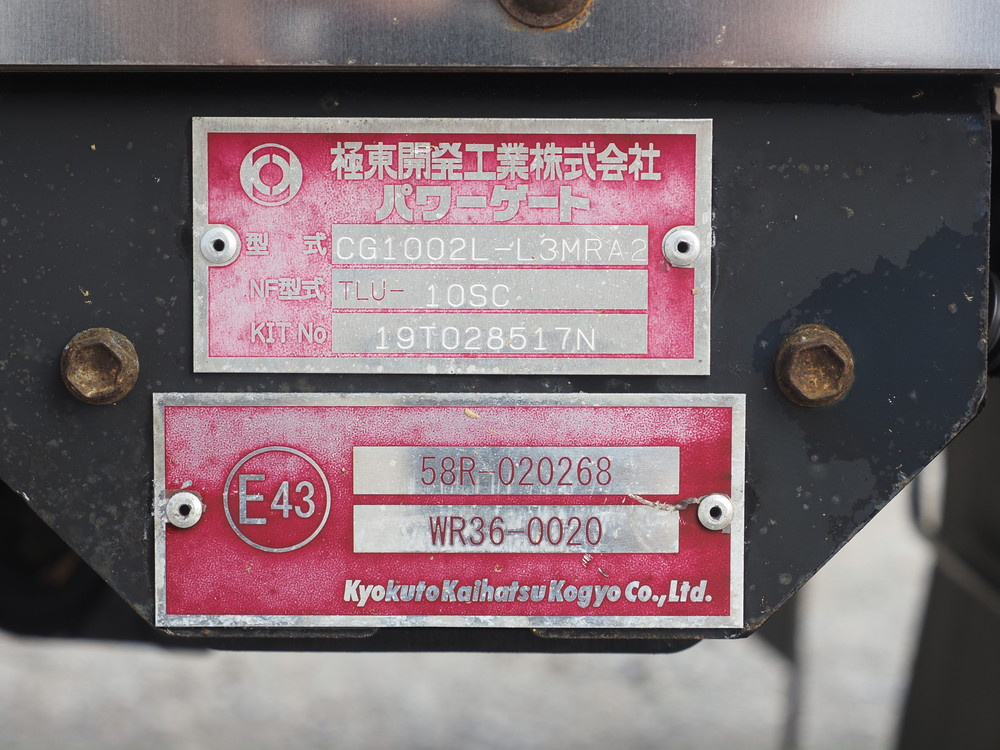 極東開発工業株式会社
パワーゲート
型式 CG1002L-L3MRA2
NF型式 TLU- 10SC
KIT No 19T028517N
E43
58R-020268
WR36-0020
Kyokuto Kaihatsu Kogyo Co.,Ltd.